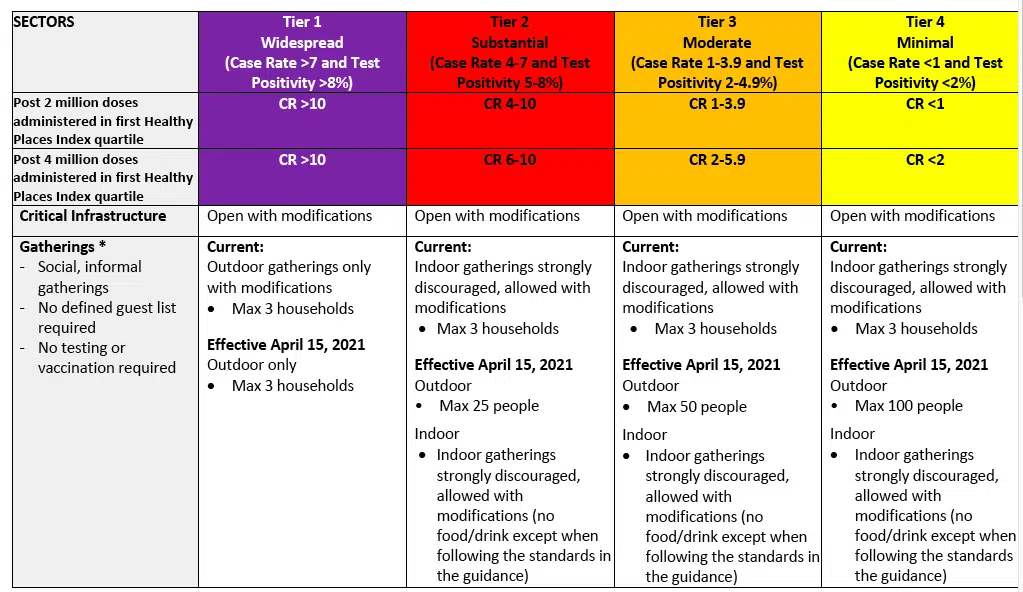 SECTORS
Tier 1
Widespread
(Case Rate >7 and Test
Positivity >8%)
Tier 2
Substantial
(Case Rate 4-7 and Test
Positivity 5-8%)
Tier 3
Moderate
(Case Rate 1-3.9 and Test
Positivity 2-4.9%)
Tier 4
Minimal
(Case Rate <1 and Test
Positivity <2%)
Post 2 million doses
administered in first Healthy
Places Index quartile
CR >10
CR 4-10
CR 1-3.9
CR <1
Post 4 million doses
administered in first Healthy
Places Index quartile
CR >10
CR 6-10
CR 2-5.9
CR <2
Critical Infrastructure
Open with modifications
Open with modifications
Open with modifications
Open with modifications
Gatherings *
- Social, informal
gatherings
- No defined guest list
required
- No testing or
vaccination required
Current:
Outdoor gatherings only
with modifications
• Max 3 households
Effective April 15, 2021
Outdoor only
• Max 3 households
Current:
Indoor gatherings strongly
discouraged, allowed with
modifications
• Max 3 households
Effective April 15, 2021
Outdoor
• Max 25 people
Indoor
• Indoor gatherings
strongly discouraged,
allowed with
modifications (no
food/drink except when
following the standards in
the guidance)
Current:
Indoor gatherings strongly
discouraged, allowed with
modifications
• Max 3 households
Effective April 15, 2021
Outdoor
• Max 50 people
Indoor
• Indoor gatherings
strongly discouraged,
allowed with
modifications (no
food/drink except when
following the standards in
the guidance)
Current:
Indoor gatherings strongly
discouraged, allowed with
modifications
• Max 3 households
Effective April 15, 2021
Outdoor
• Max 100 people
Indoor
• Indoor gatherings
strongly discouraged,
allowed with
modifications (no
food/drink except when
following the standards
the guidance)